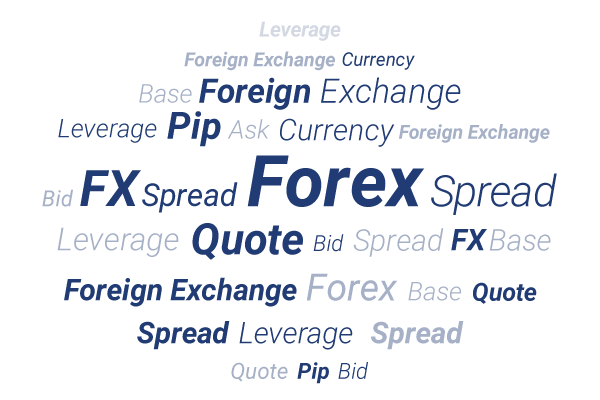 Leverage
Foreign Exchange Currency
Base Foreign Exchange
Leverage Pip Ask Currency Foreign Exchange
Bid FX Spread Forex Spread
Leverage Quote Bid Spread FX Base
Foreign Exchange Forex Base Quote
Spread Leverage Spread
Quote Pip Bid